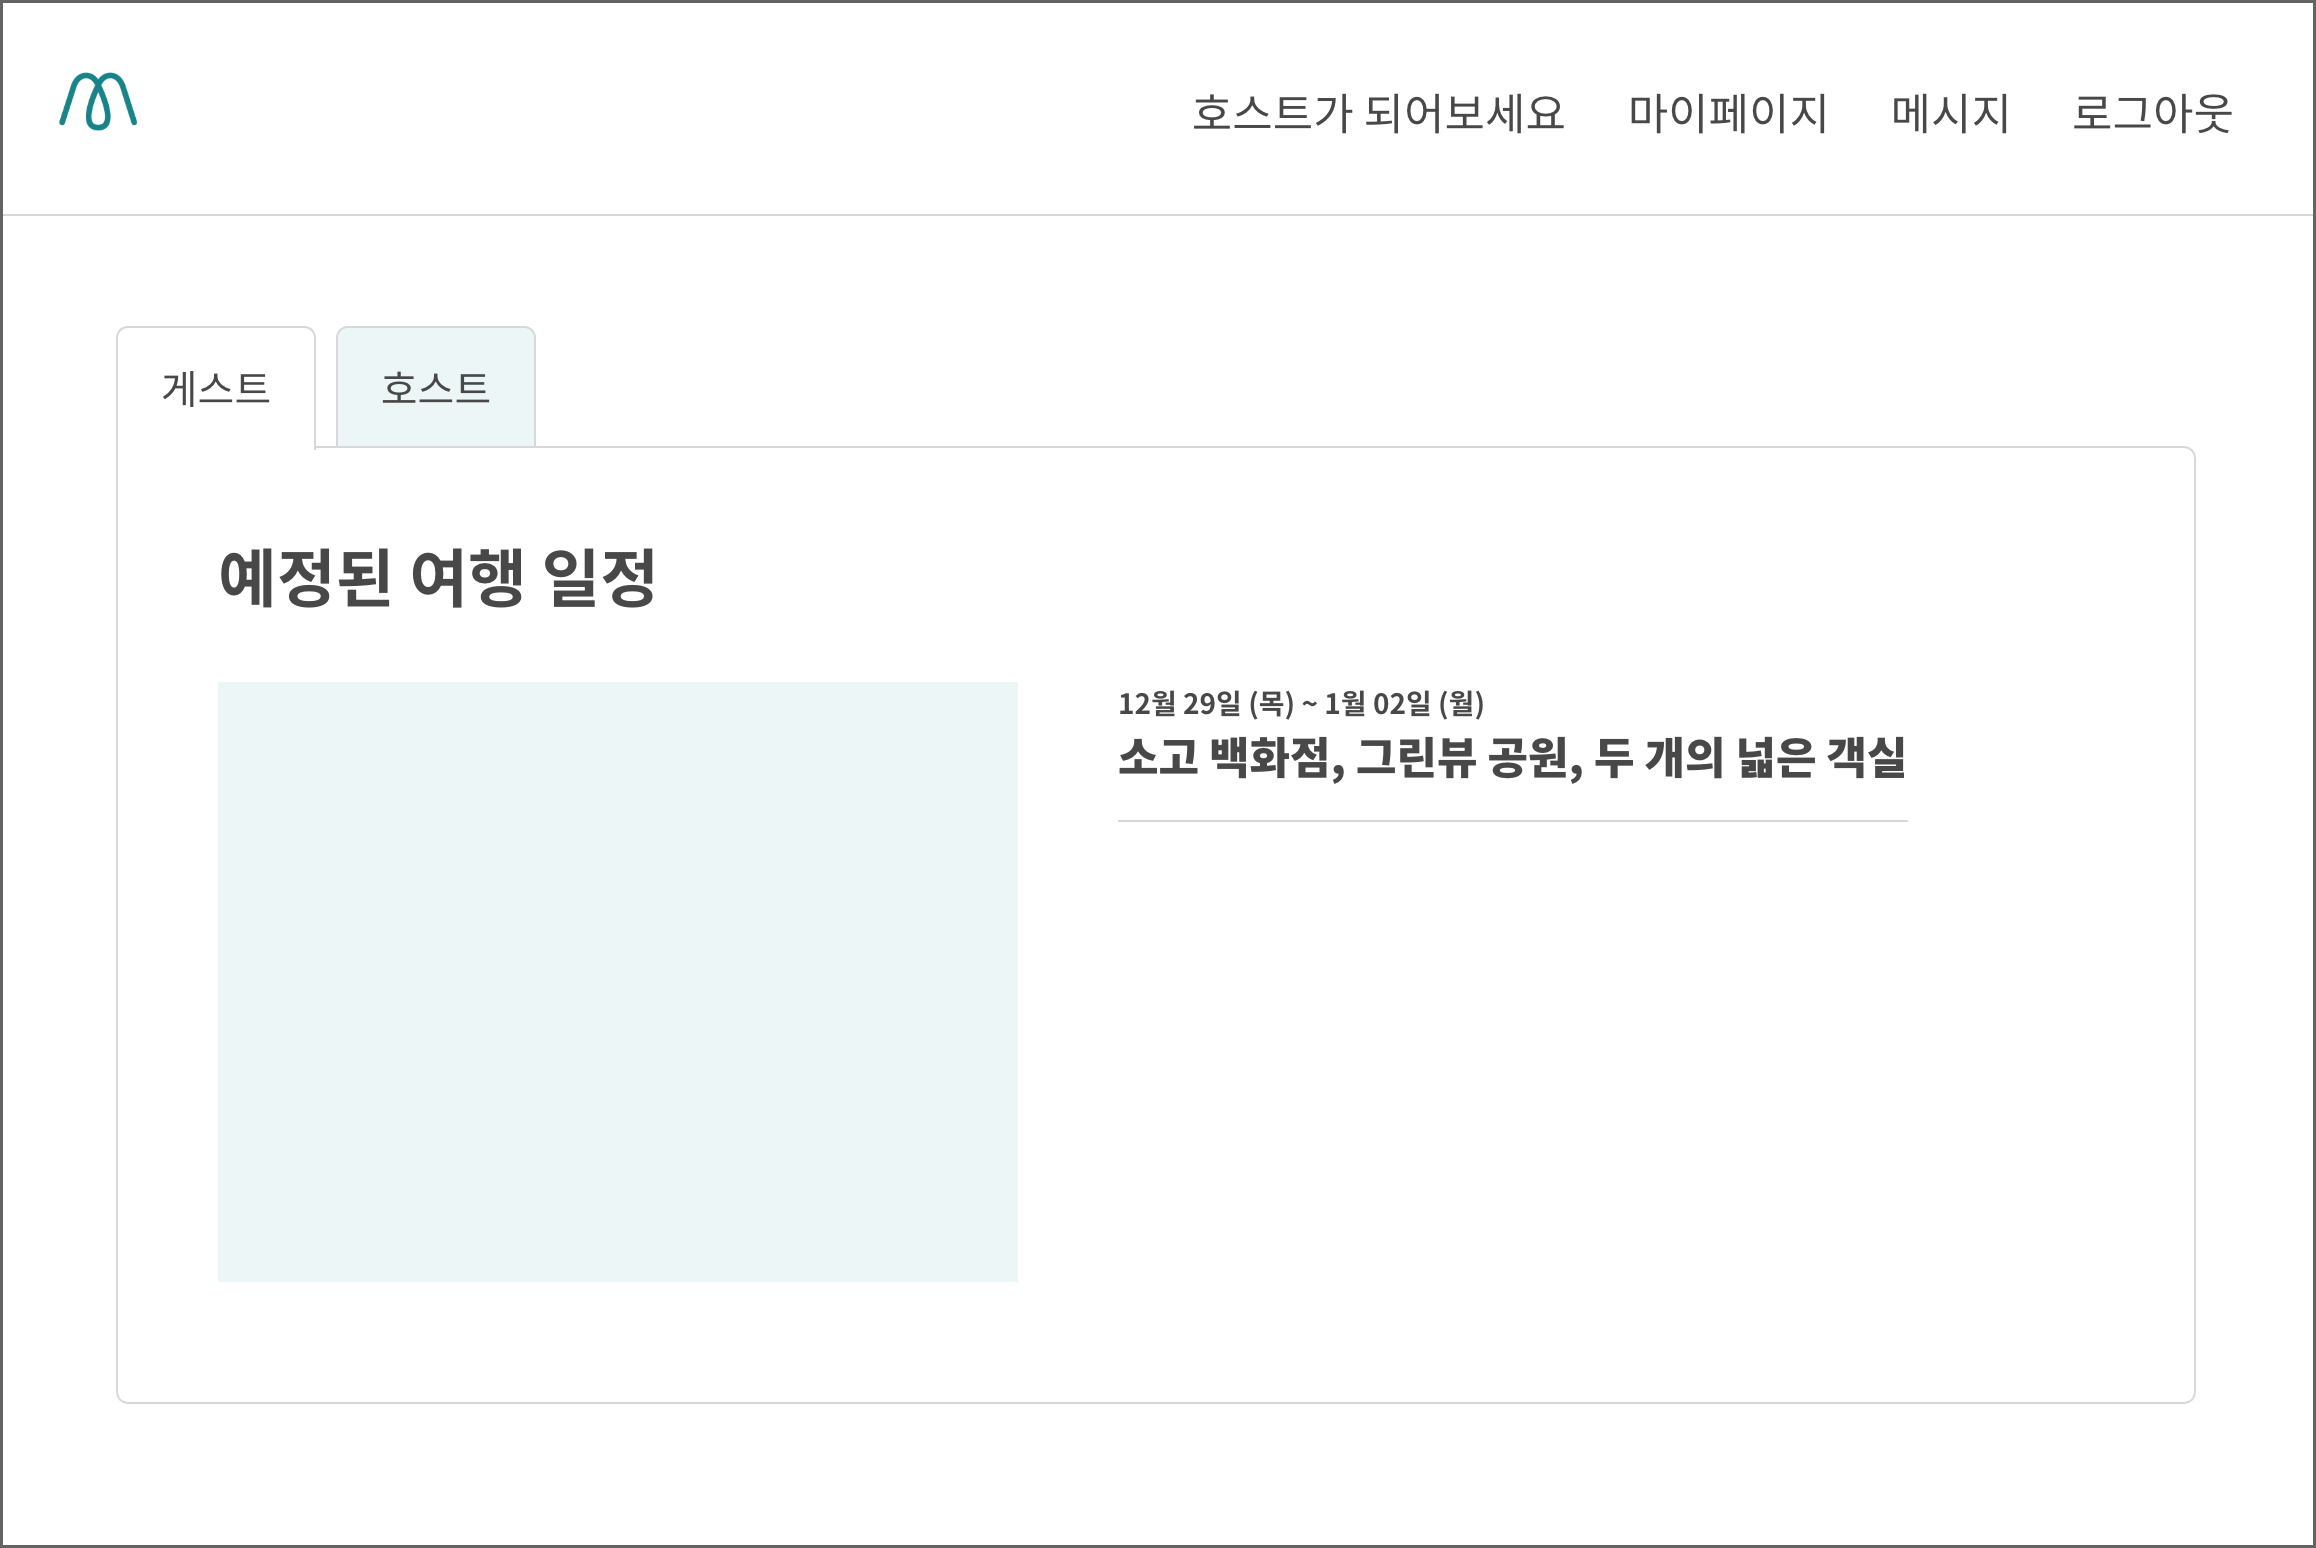 호스트가 되어보세요 마이페이지 메시지 로그아웃
게스트 호스트
예정된 여행 일정
12월 29일 (목) ~ 1월 02일 (월)
소고 백화점, 그린뷰 공원, 두 개의 넓은 객실